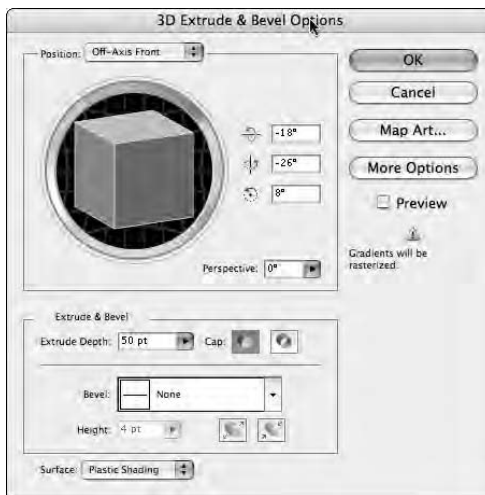 3D Extrude & Bevel Options
Position: Off-Axis Front
OK
Cancel
Map Art...
More Options
Preview
Gradients will be
rasterized.
-18°
-26°
8°
Perspective: 0°
Extrude & Bevel
Extrude Depth: 50 pt Cap:
Bevel: None
Height: 4 pt
Surface: Plastic Shading